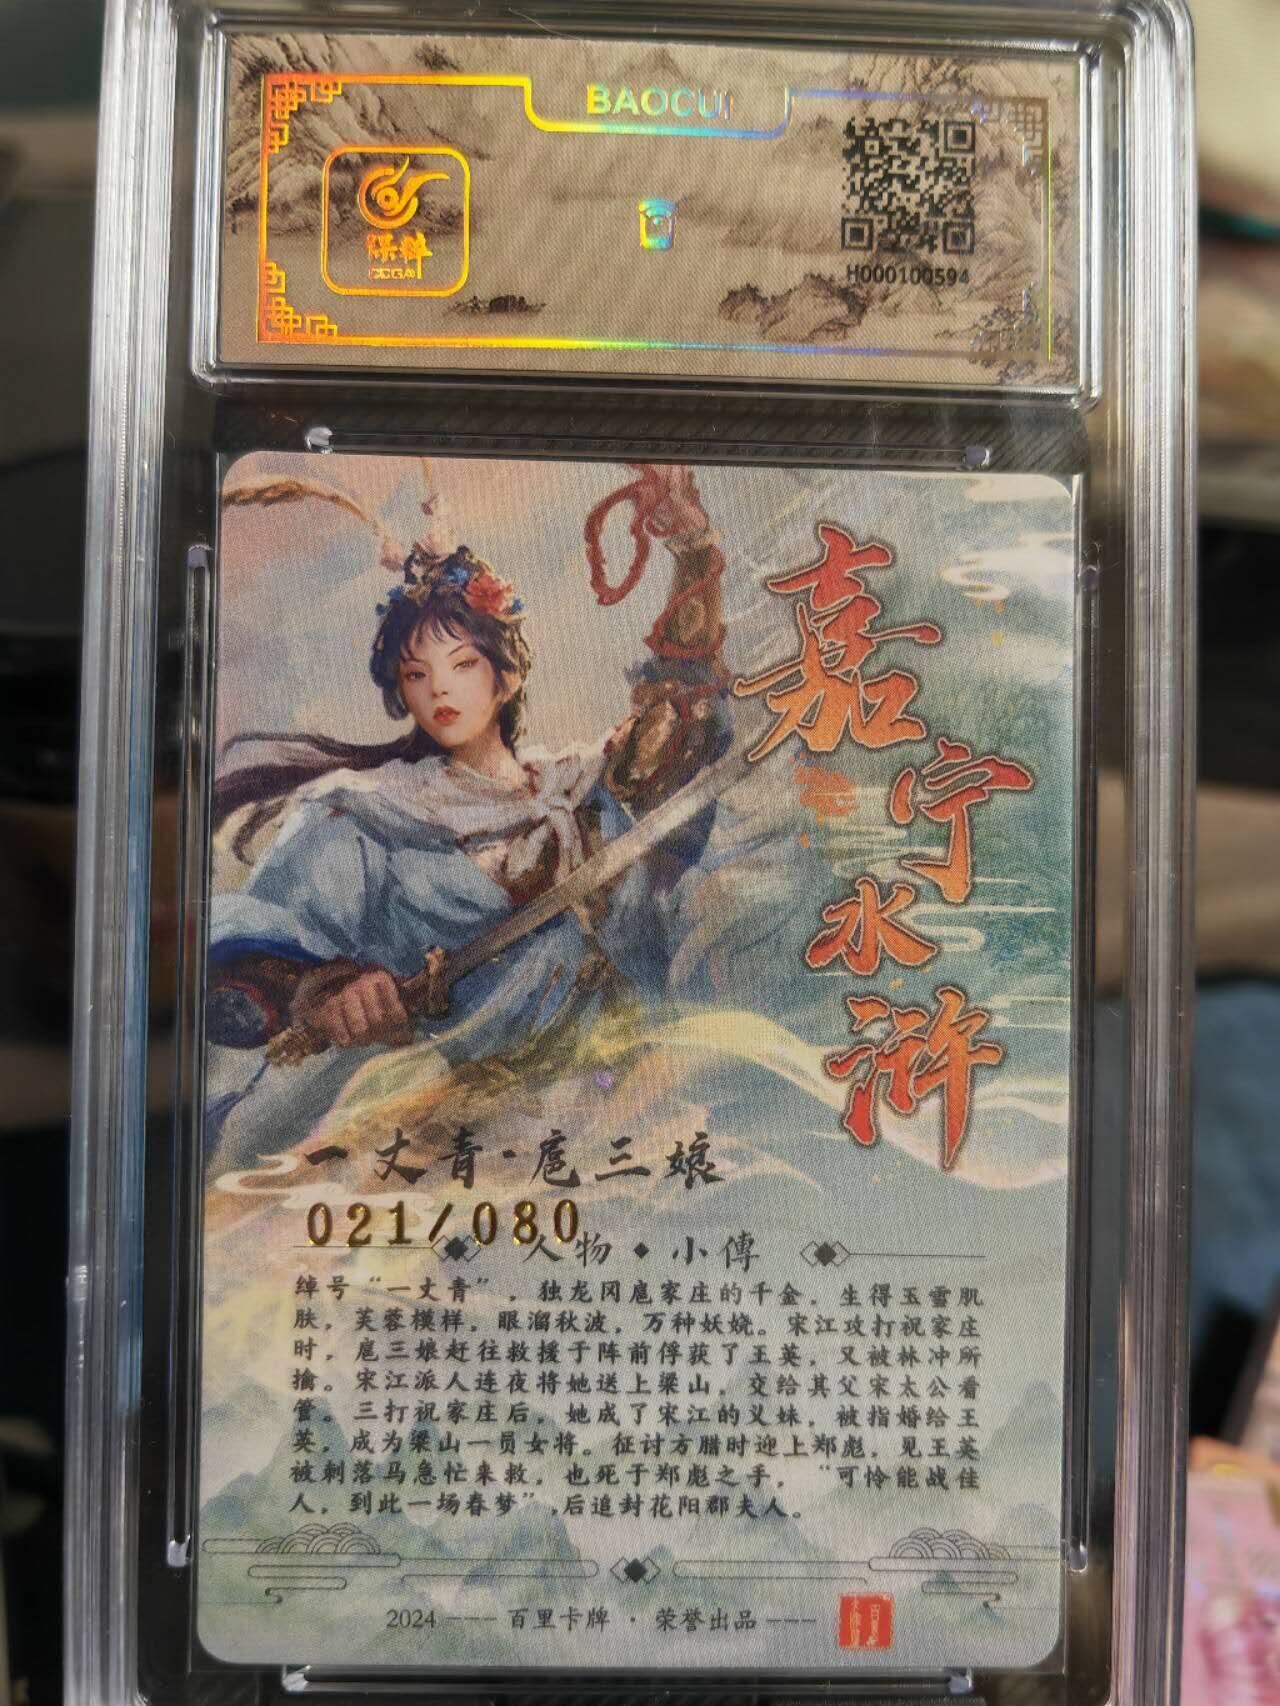 BAOCUI
保粹
CCGA
H000100594
嘉宁水浒
一丈青·扈三娘
021/080
人物◆小傳
绰号“一丈青”，独龙冈扈家庄的千金，生得玉雪肌
肤，芙蓉模样，眼溜秋波，万种妖娆。宋江攻打祝家庄
时，扈三娘赶往救援于阵前俘获了王英，又被林冲所
擒。宋江派人连夜将她送上梁山，交给其父宋太公看
管。三打祝家庄后，她成了宋江的义妹，被指婚给王
英，成为梁山一员女将。征讨方腊时迎上郑彪，见王英
被刺落马急忙来救，也死于郑彪之手，“可怜能战佳
人，到此一场春梦”,后追封花阳郡夫人。
2024 --- 百里卡牌 · 荣誉出品 ---